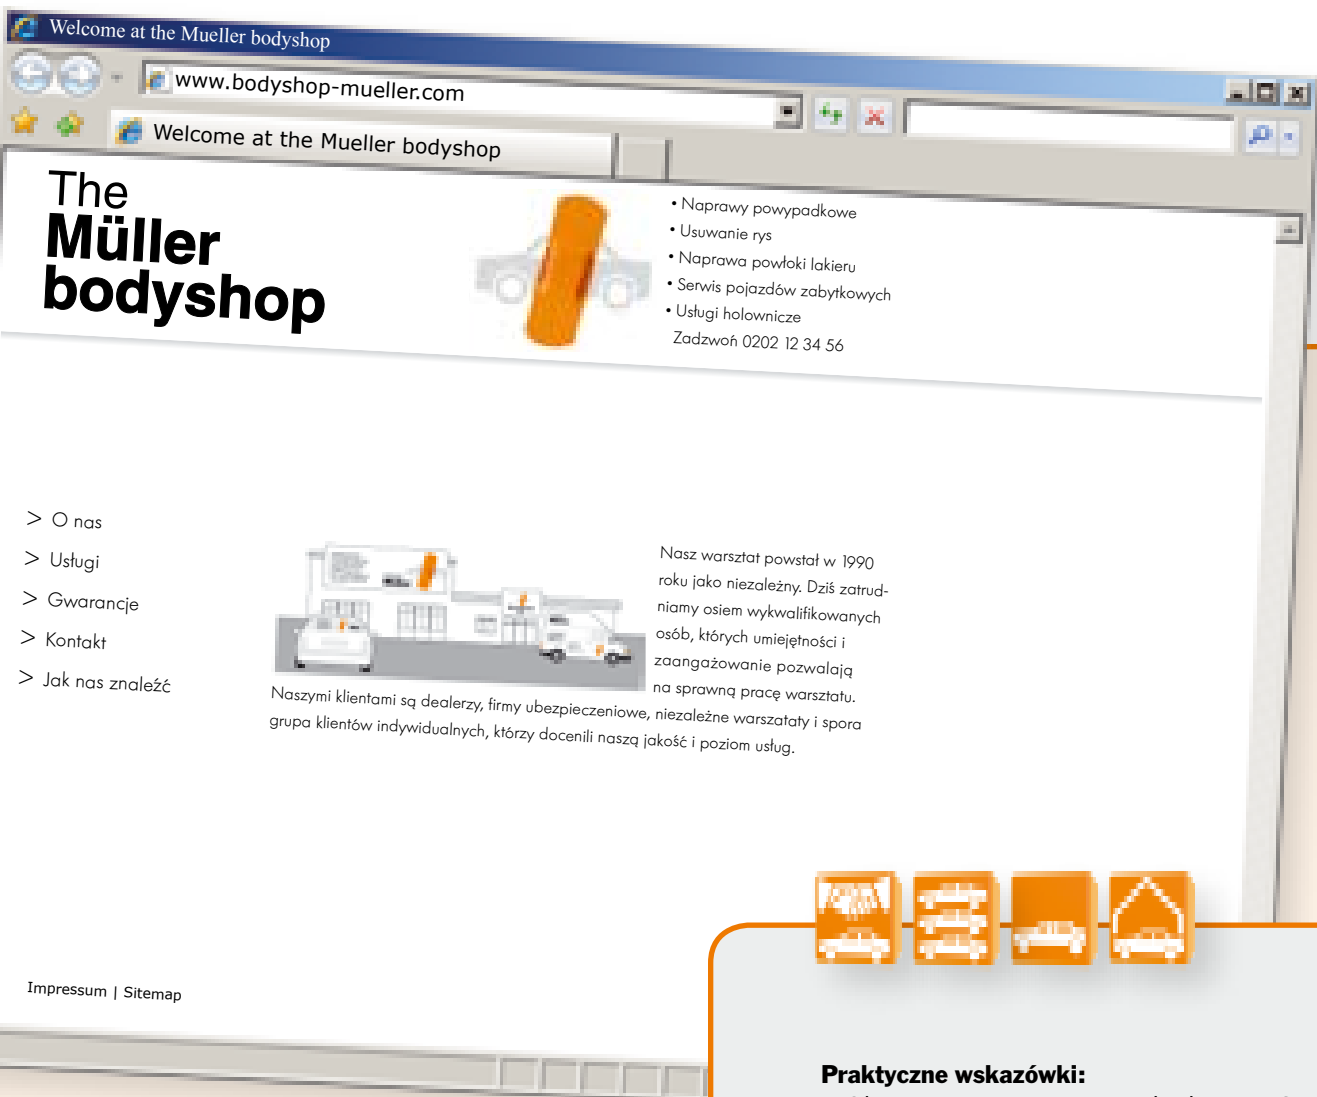 Welcome at the Mueller bodyshop
www.bodyshop-mueller.com
Welcome at the Mueller bodyshop
The
Müller
bodyshop
• Naprawy powypadkowe
• Usuwanie rys
• Naprawa powłoki lakieru
• Serwis pojazdów zabytkowych
• Usługi holownicze
Zadzwoń 0202 12 34 56
> O nas
> Usługi
> Gwarancje
> Kontakt
> Jak nas znaleźć
Nasz warsztat powstał w 1990
roku jako niezależny. Dziś zatrud-
niamy osiem wykwalifikowanych
osób, których umiejętności i
zaangażowanie pozwalają
na sprawną pracę warsztatu.
Naszymi klientami są dealerzy, firmy ubezpieczeniowe, niezależne warszataty i spora
grupa klientów indywidualnych, którzy docenili naszą jakość i poziom usług.
Impressum | Sitemap
Praktyczne wskazówki: